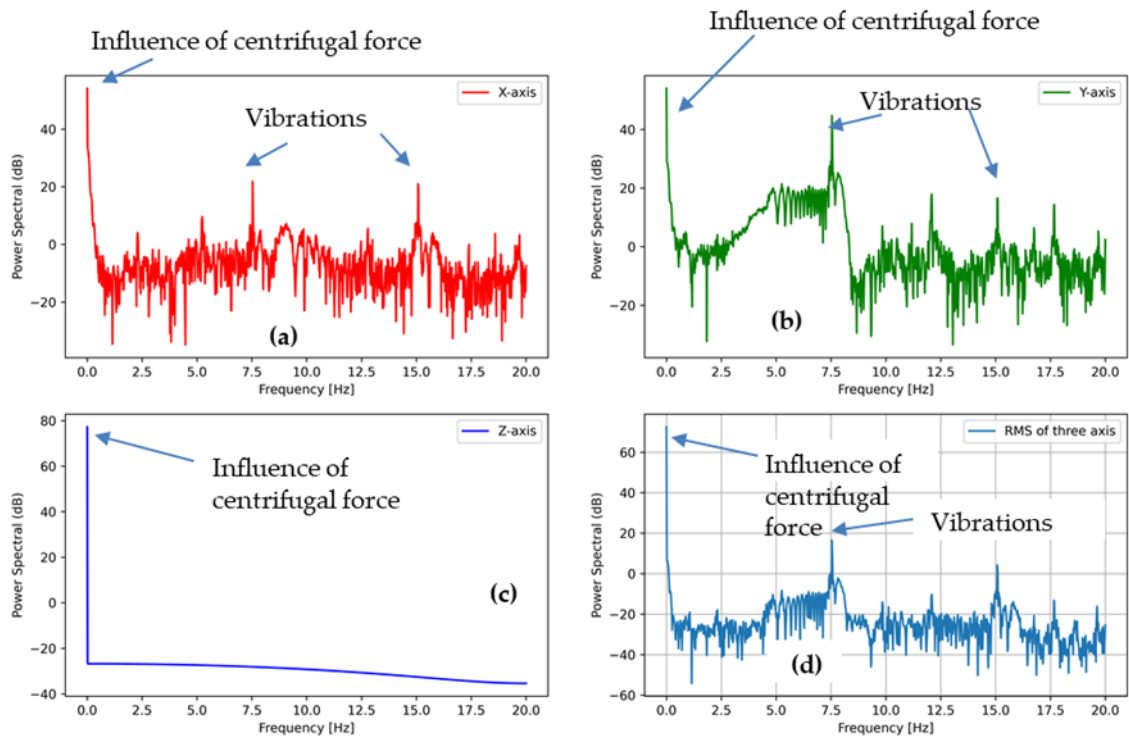 Influence of centrifugal force
X-axis
Vibrations
Power Spectral (dB)
40
20
0
−20
(a)
0.0 2.5 5.0 7.5 10.0 12.5 15.0 17.5 20.0
Frequency [Hz]
Influence of centrifugal force
Y-axis
Vibrations
Power Spectral (dB)
40
20
0
−20
(b)
0.0 2.5 5.0 7.5 10.0 12.5 15.0 17.5 20.0
Frequency [Hz]
Z-axis
Influence of
centrifugal force
Power Spectral (dB)
80
60
40
20
0
−20
−40
(c)
0.0 2.5 5.0 7.5 10.0 12.5 15.0 17.5 20.0
Frequency [Hz]
RMS of three axis
Influence of
centrifugal
force
Vibrations
Power Spectral (dB)
60
40
20
0
−20
−40
−60
(d)
0.0 2.5 5.0 7.5 10.0 12.5 15.0 17.5 20.0
Frequency [Hz]